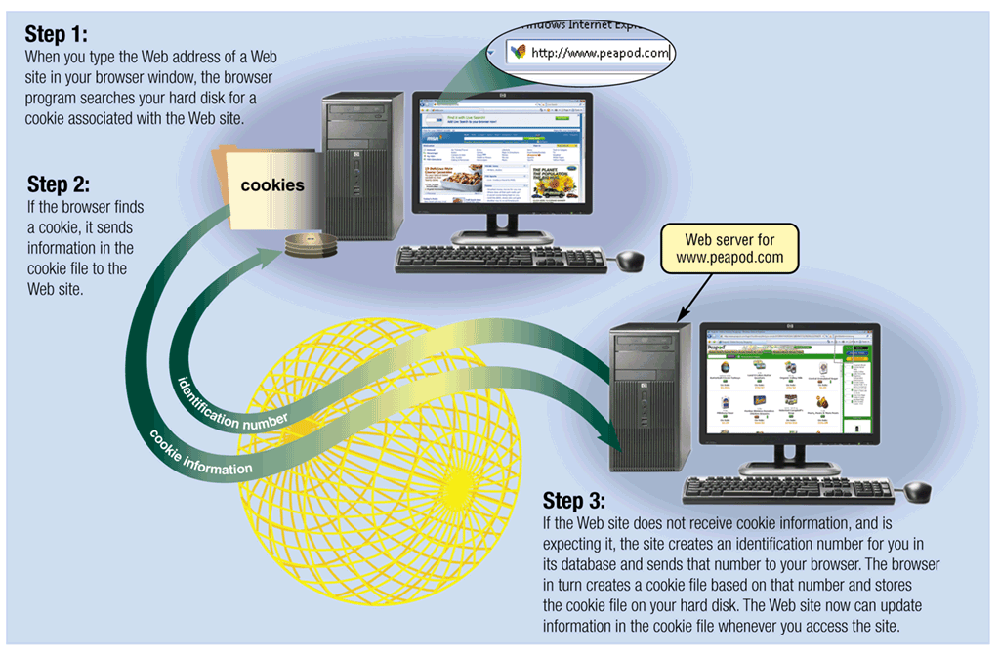 Step 1:
When you type the Web address of a Web
site in your browser window, the browser
program searches your hard disk for a
cookie associated with the Web site.
Windows Internet Exp
http://www.peapod.com
msn
cookies
Step 2:
If the browser finds
a cookie, it sends
information in the
cookie file to the
Web site.
Web server for
www.peapod.com
Peapod
identification number
cookie information
Step 3:
If the Web site does not receive cookie information, and is
expecting it, the site creates an identification number for you in
its database and sends that number to your browser. The browser
in turn creates a cookie file based on that number and stores
the cookie file on your hard disk. The Web site now can update
information in the cookie file whenever you access the site.